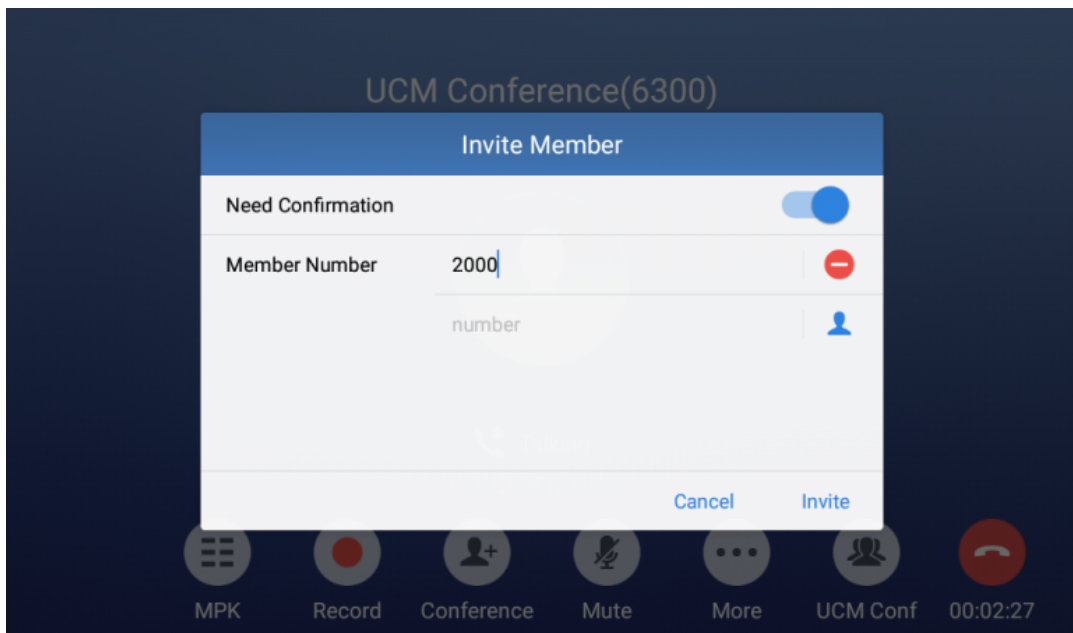 UCM Conference(6300)
Invite Member
Need Confirmation
Member Number 2000
number
Cancel Invite
MPK Record Conference Mute More UCM Conf 00:02:27